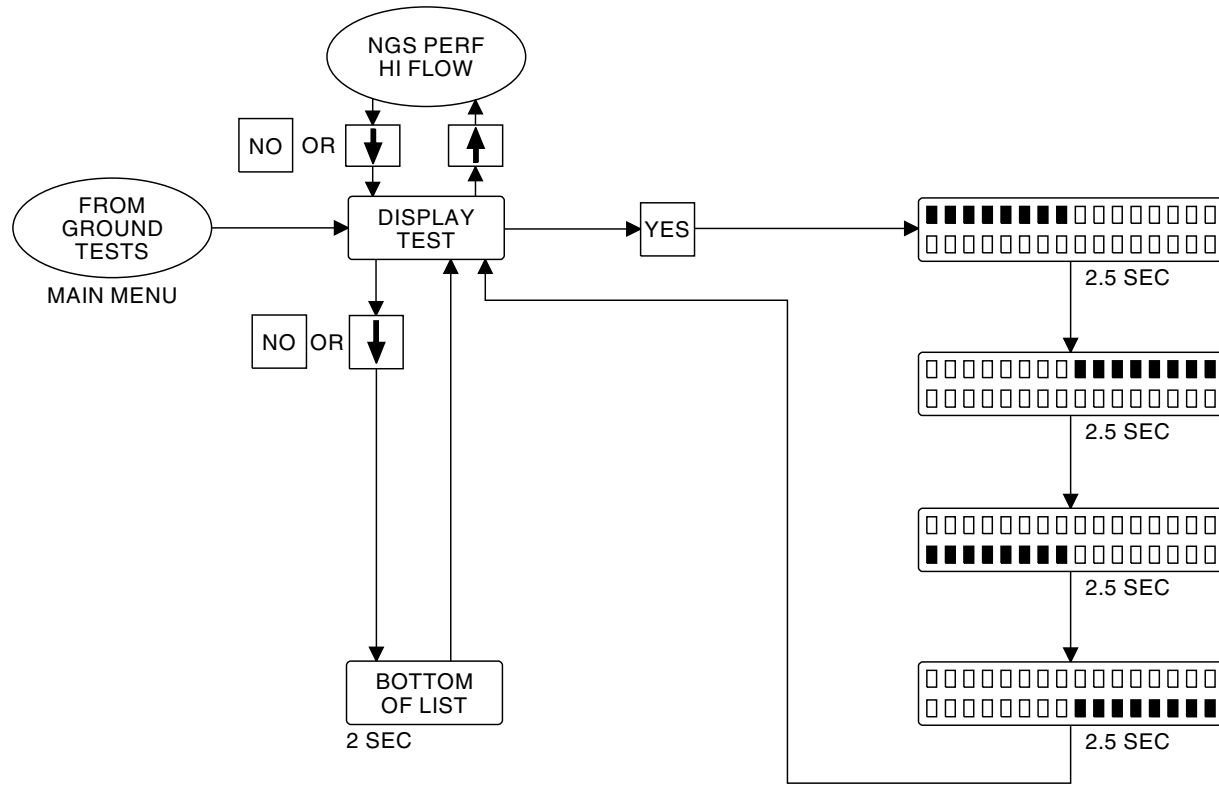 NGS PERF
HI FLOW
NO OR
FROM
GROUND
TESTS
MAIN MENU
DISPLAY
TEST
YES
2.5 SEC
NO OR
2.5 SEC
2.5 SEC
BOTTOM
OF LIST
2 SEC
2.5 SEC